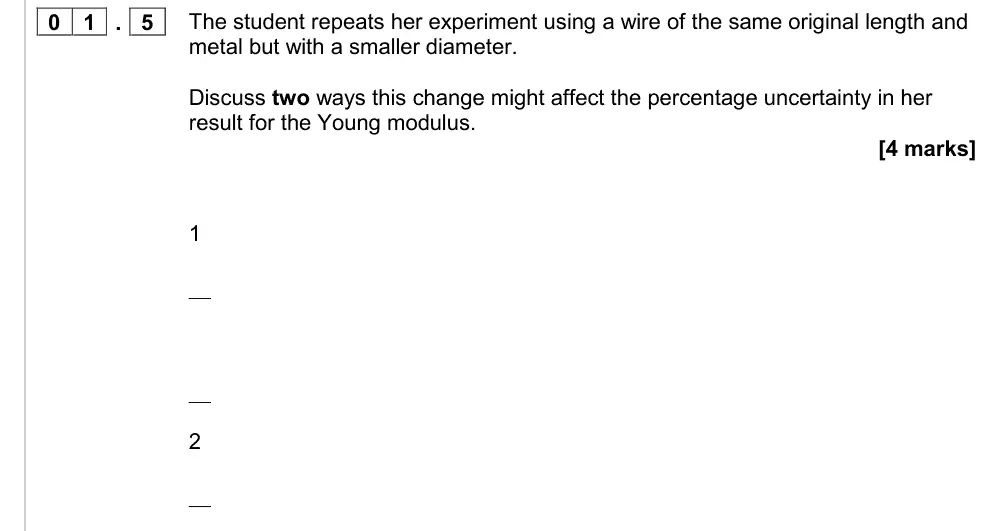 0 1 . 5 The student repeats her experiment using a wire of the same original length and
metal but with a smaller diameter.
Discuss two ways this change might affect the percentage uncertainty in her
result for the Young modulus.
[4 marks]
1
2